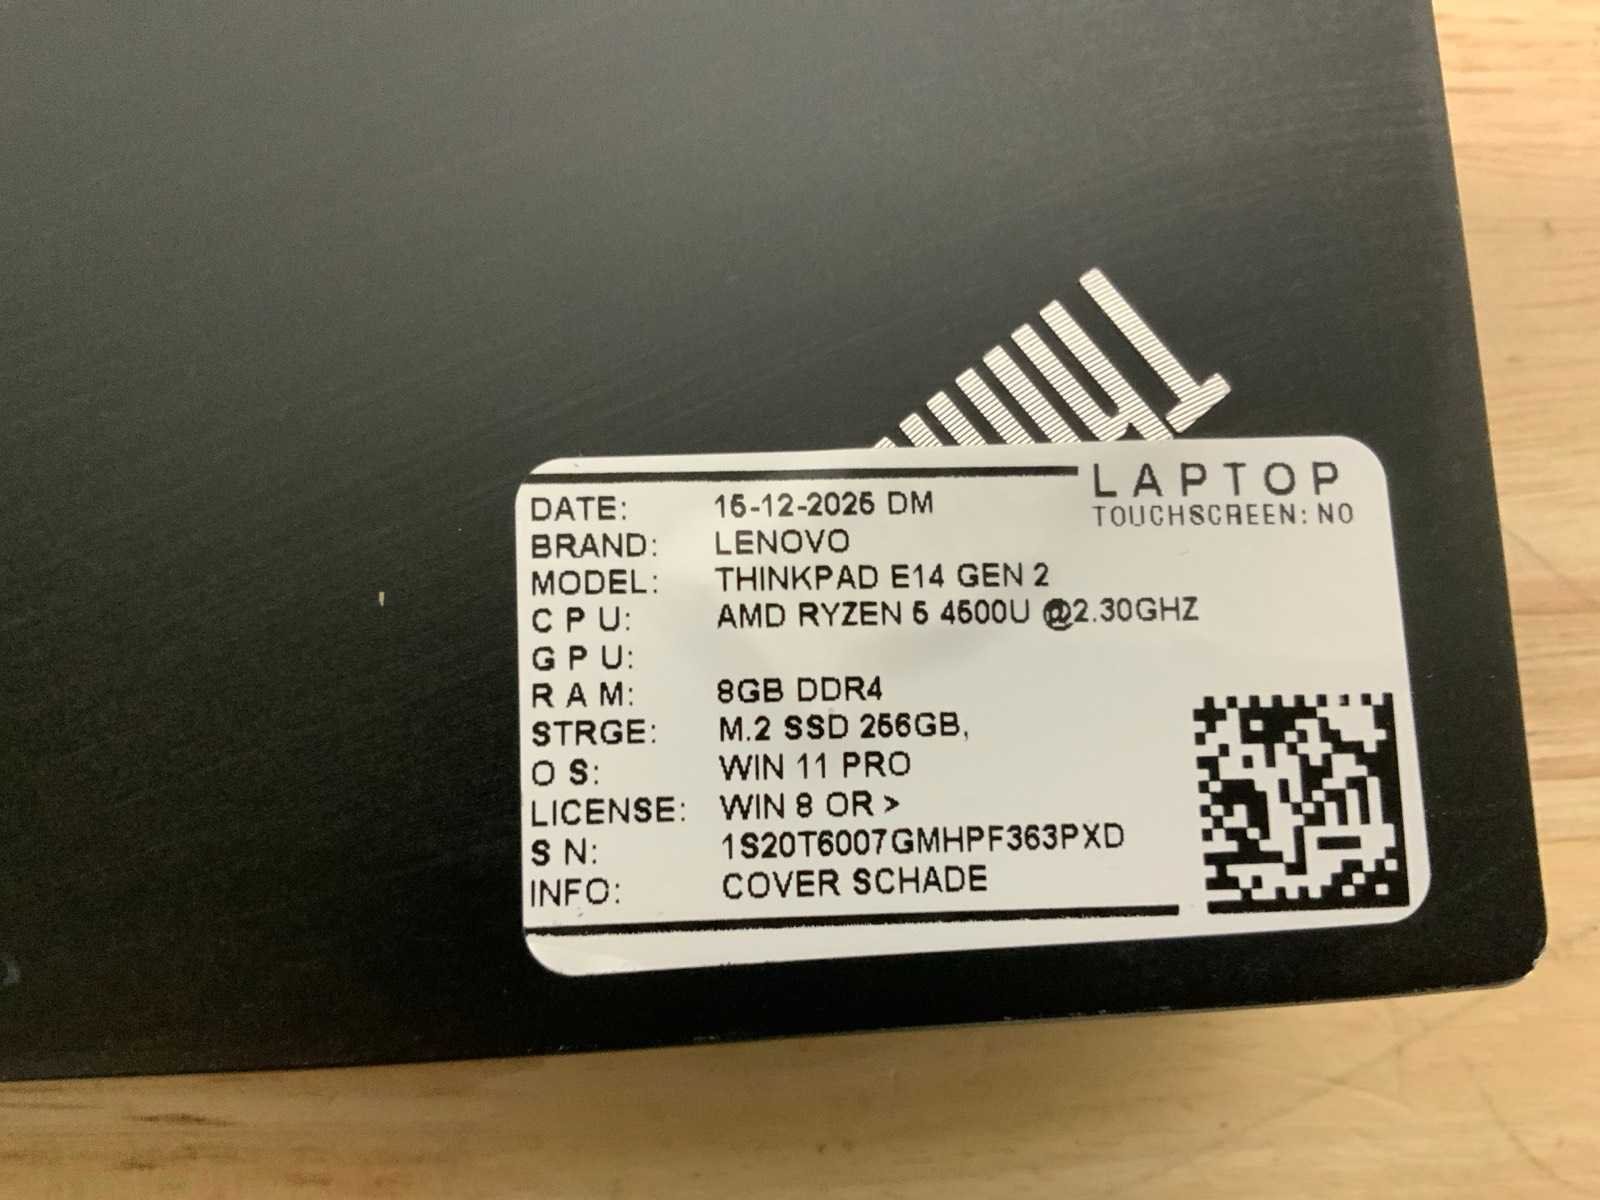 LAPTOP
TOUCHSCREEN: NO
DATE: 15-12-2025 DM
BRAND: LENOVO
MODEL: THINKPAD E14 GEN 2
C P U: AMD RYZEN 5 4500U @2.30GHZ
G P U:
R A M: 8GB DDR4
STRGE: M.2 SSD 256GB,
O S: WIN 11 PRO
LICENSE: WIN 8 OR >
S N: 1S20T6007GMHPF363PXD
INFO: COVER SCHADE